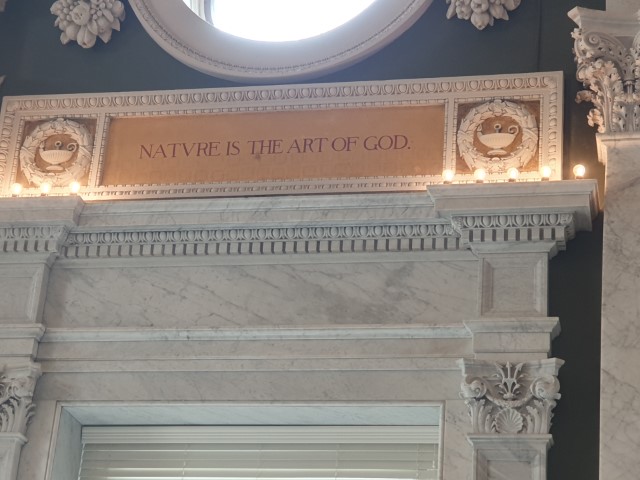 NATVRE IS THE ART OF GOD.